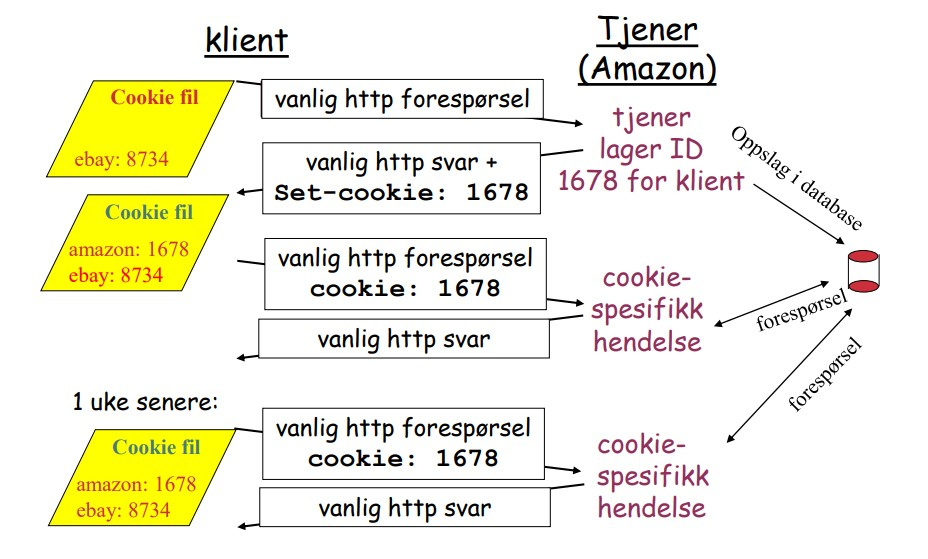 klient
Tjener
(Amazon)
Cookie fil
ebay: 8734
vanlig http forespørsel
tjener
lager ID
1678 for klient
vanlig http svar +
Set-cookie: 1678
Oppslag i database
Cookie fil
amazon: 1678
ebay: 8734
vanlig http forespørsel
cookie: 1678
cookie-
spesifikk
hendelse
forespørsel
vanlig http svar
forespørsel
1 uke senere:
Cookie fil
amazon: 1678
ebay: 8734
vanlig http forespørsel
cookie: 1678
cookie-
spesifikk
hendelse
vanlig http svar